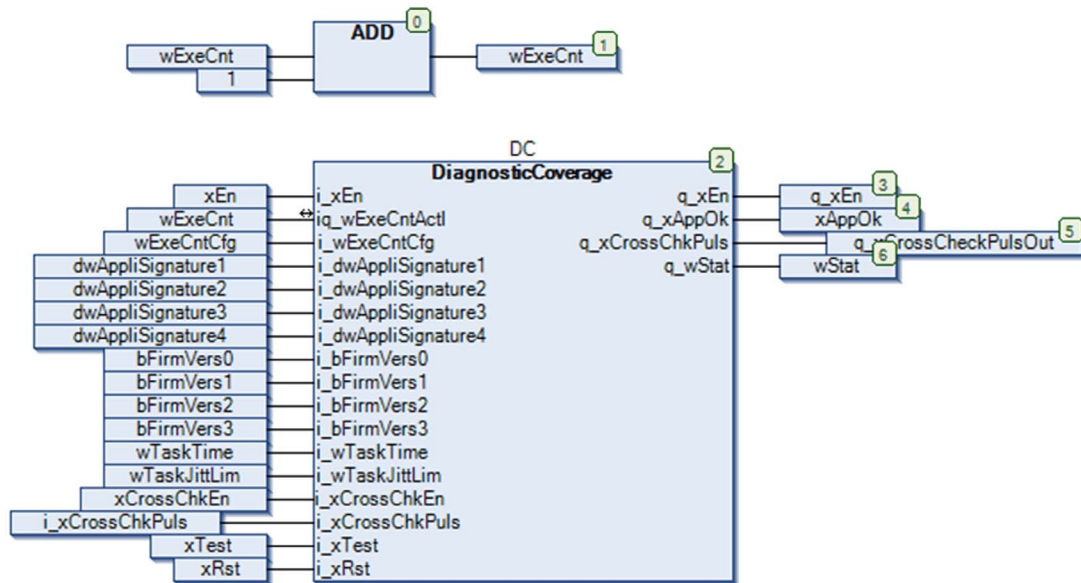 ADD 0
wExeCnt wExeCnt 1
1
DC
DiagnosticCoverage 2
xEn i_xEn q_xEn q_xEn 3
wExeCnt iq_wExeCntActl q_xAppOk xAppOk 4
wExeCntCfg i_wExeCntCfg q_xCrossChkPuls q_xCrossCheckPulsOut 5
dwAppliSignature1 i_dwAppliSignature1 q_wStat wStat 6
dwAppliSignature2 i_dwAppliSignature2
dwAppliSignature3 i_dwAppliSignature3
dwAppliSignature4 i_dwAppliSignature4
bFirmVers0 i_bFirmVers0
bFirmVers1 i_bFirmVers1
bFirmVers2 i_bFirmVers2
bFirmVers3 i_bFirmVers3
wTaskTime i_wTaskTime
wTaskJittLim i_wTaskJittLim
xCrossChkEn i_xCrossChkEn
i_xCrossChkPuls i_xCrossChkPuls
xTest i_xTest
xRst i_xRst